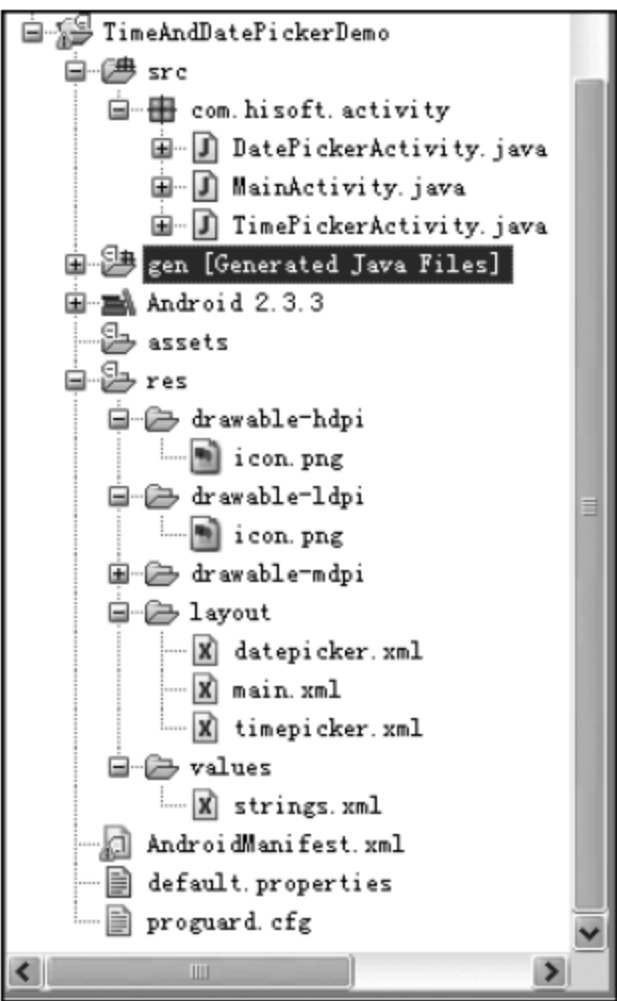 TimeAndDatePickerDemo
src
com.hisoft.activity
DatePickerActivity.java
MainActivity.java
TimePickerActivity.java
gen [Generated Java Files]
Android 2.3.3
assets
res
drawable-hdpi
icon.png
drawable-ldpi
icon.png
drawable-mdpi
layout
datepicker.xml
main.xml
timepicker.xml
values
strings.xml
AndroidManifest.xml
default.properties
proguard.cfg